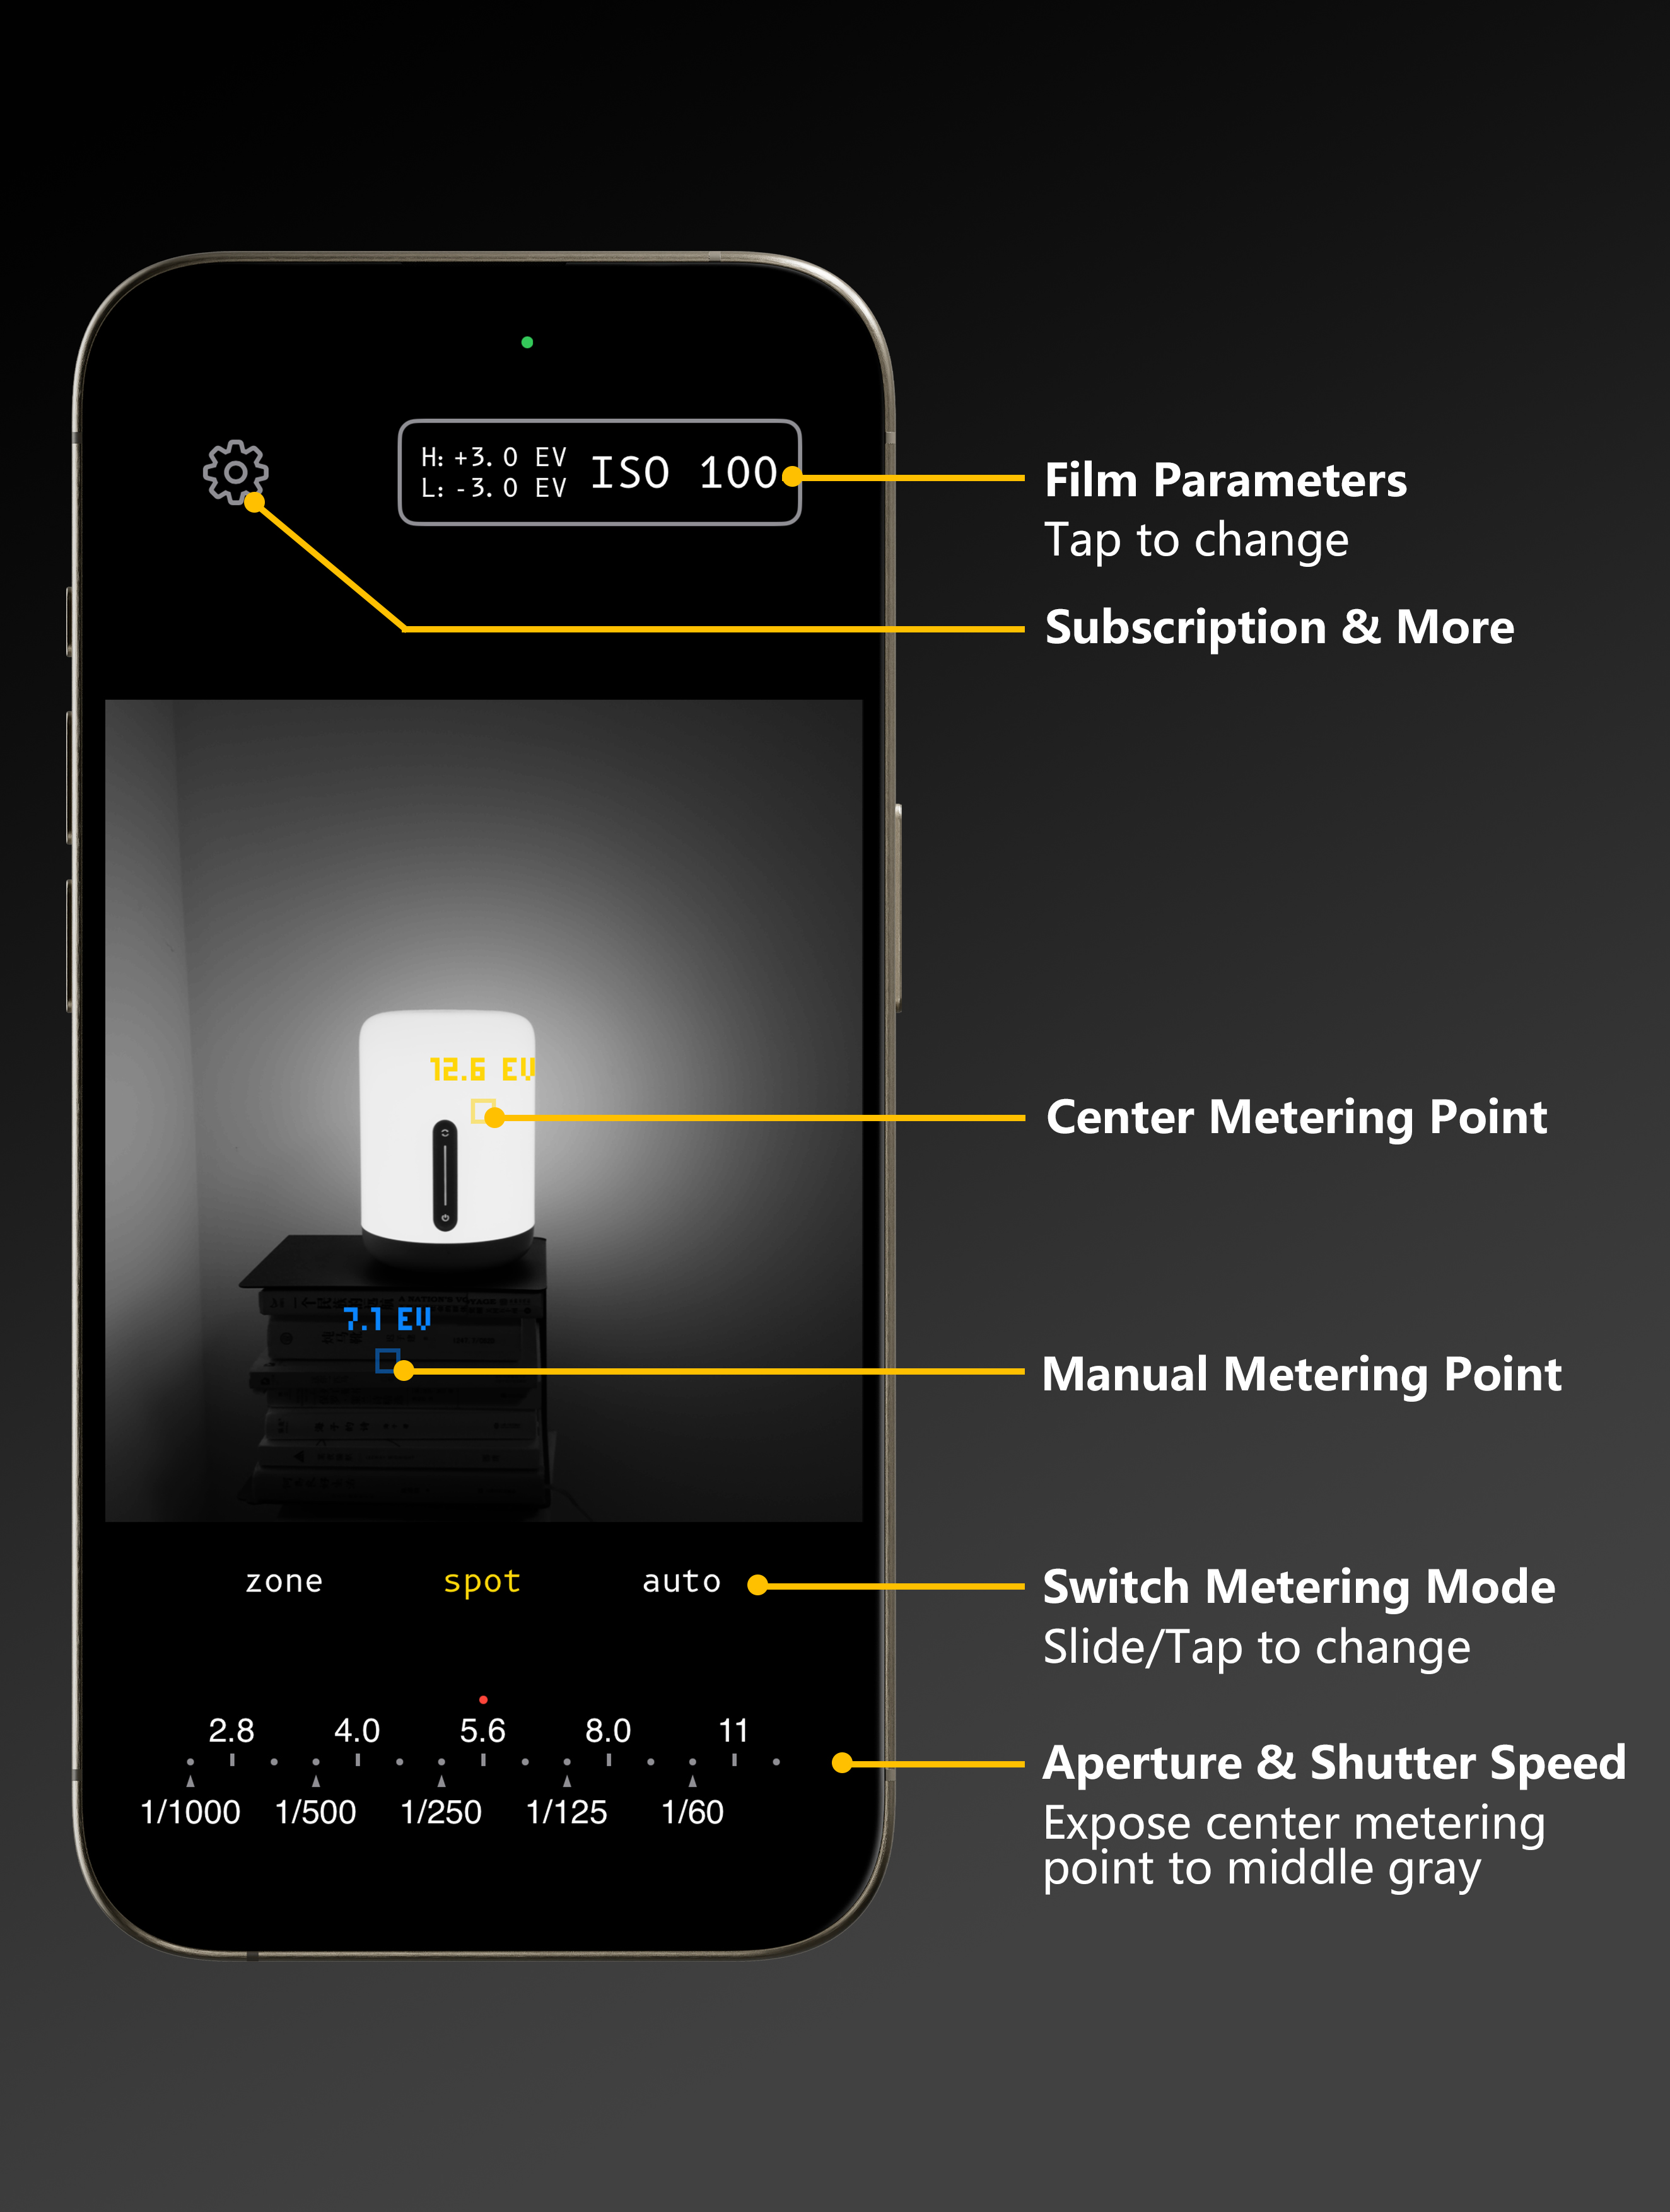 H: +3.0 EV
L: -3.0 EV
ISO 100
Film Parameters
Tap to change
Subscription & More
12.6 EV
Center Metering Point
7.1 EV
Manual Metering Point
zone spot auto
Switch Metering Mode
Slide/Tap to change
2.8 4.0 5.6 8.0 11
1/1000 1/500 1/250 1/125 1/60
Aperture & Shutter Speed
Expose center metering
point to middle gray